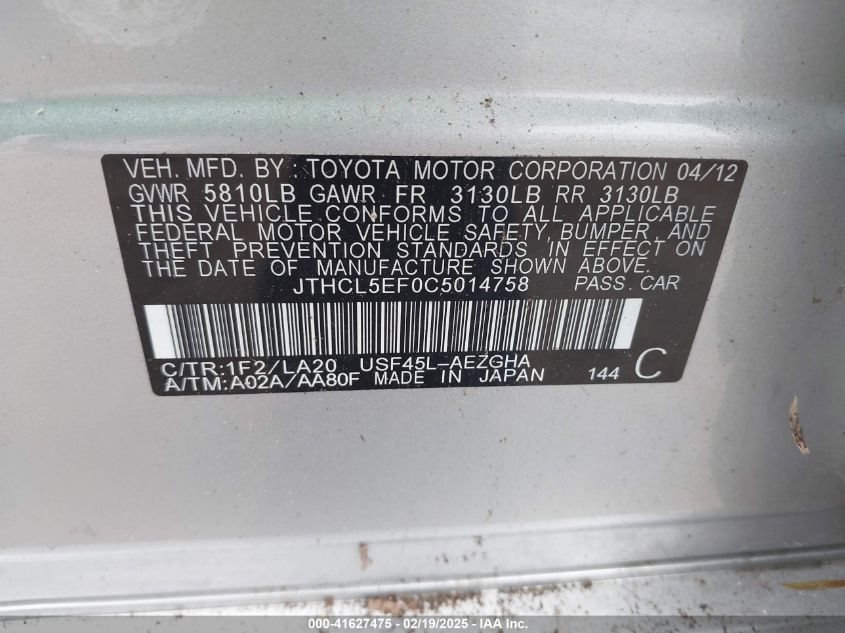 VEH. MFD. BY : TOYOTA MOTOR CORPORATION 04/12
GVWR 5810LB GAWR FR 3130LB RR 3130LB
THIS VEHICLE CONFORMS TO ALL APPLICABLE
FEDERAL MOTOR VEHICLE SAFETY, BUMPER, AND
THEFT PREVENTION STANDARDS IN EFFECT ON
THE DATE OF MANUFACTURE SHOWN ABOVE.
JTHCL5EF0C5014758 PASS. CAR
C/TR:1F2/LA20 USF45L-AEZGHA
A/TM:A02A/AA80F MADE IN JAPAN 144 C
000-41627475 — 02/19/2025 — IAA Inc.